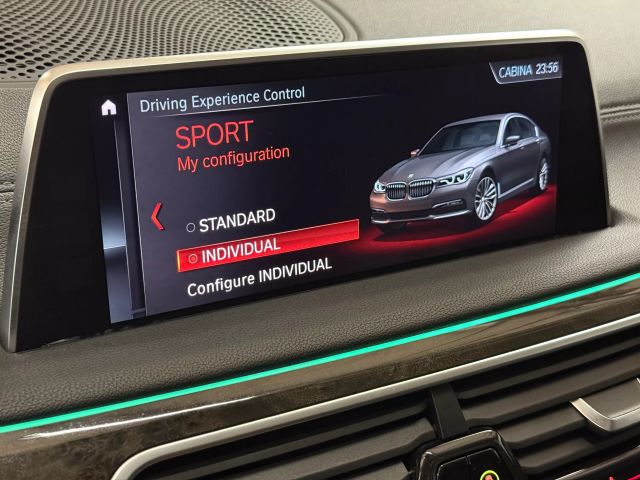 Driving Experience Control
CABINA 23:56
SPORT
My configuration
STANDARD
INDIVIDUAL
Configure INDIVIDUAL